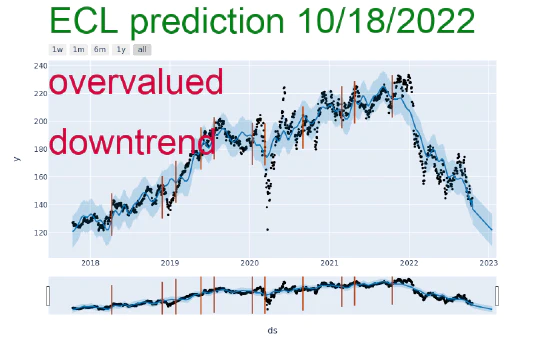 ECL prediction 10/18/2022
1w 1m 6m 1y all
overvalued
downtrend
240
220
200
180
160
140
120
y
2018 2019 2020 2021 2022 2023
ds